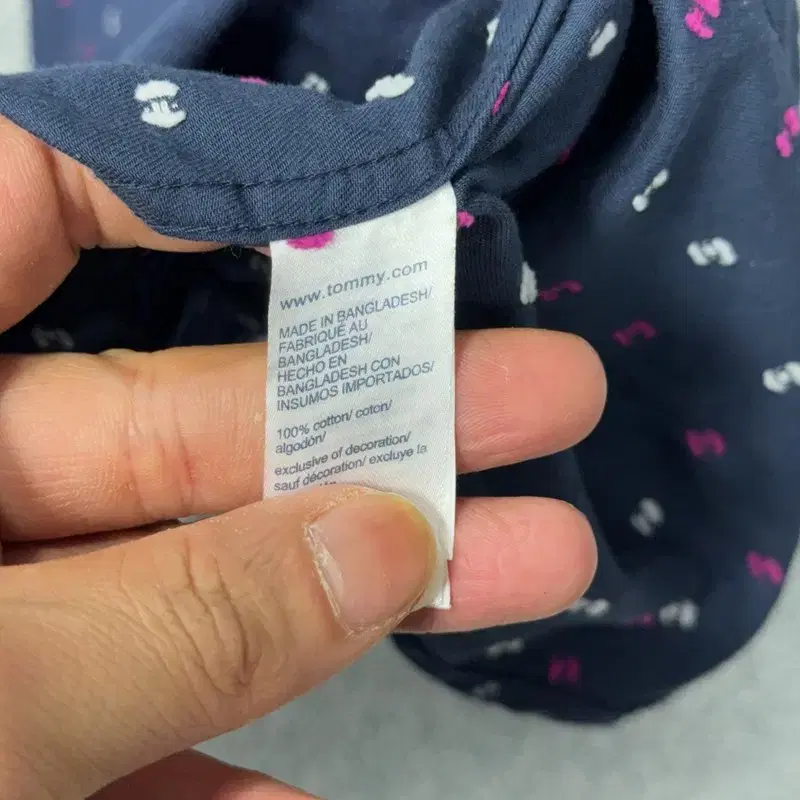 www.tommy.com
MADE IN BANGLADESH/
FABRIQUÉ AU
BANGLADESH/
HECHO EN
BANGLADESH CON
INSUMOS IMPORTADOS/
100% cotton/ coton/
algodón/
exclusive of decoration/
sauf décoration/ excluye la